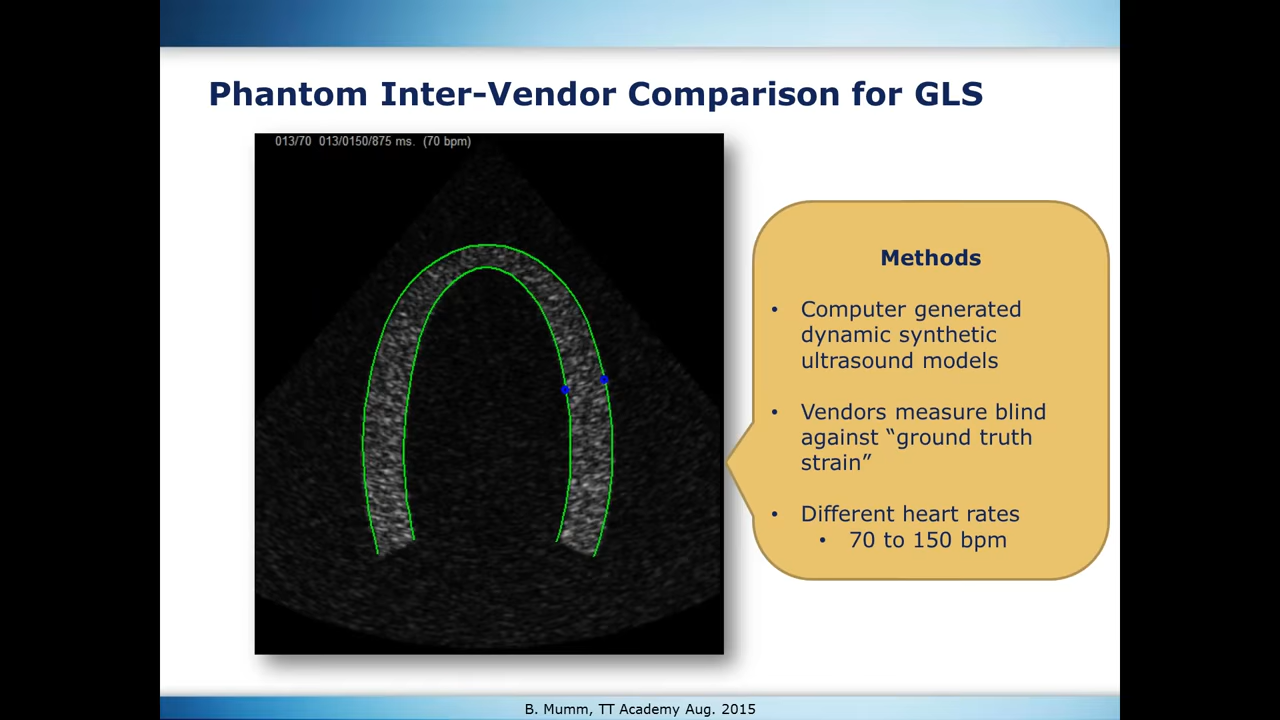 Phantom Inter-Vendor Comparison for GLS
013/70 013/0150/875 ms. (70 bpm)
Methods
• Computer generated
dynamic synthetic
ultrasound models
• Vendors measure blind
against “ground truth
strain”
• Different heart rates
• 70 to 150 bpm
B. Mumm, TT Academy Aug. 2015